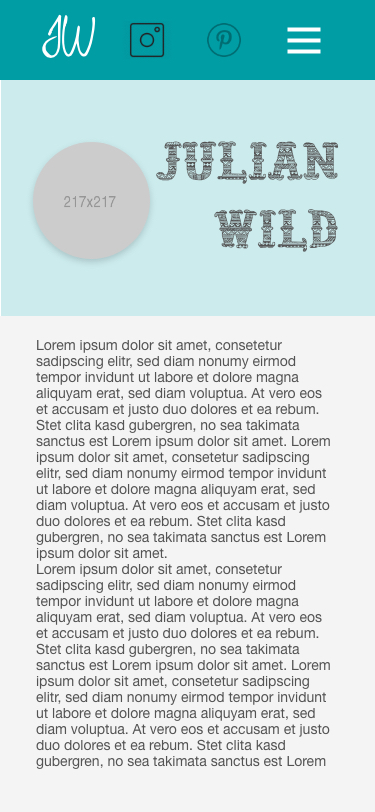 JW
JULIAN
WILD
217x217
Lorem ipsum dolor sit amet, consetetur
sadipscing elitr, sed diam nonumy eirmod
tempor invidunt ut labore et dolore magna
aliquyam erat, sed diam voluptua. At vero eos
et accusam et justo duo dolores et ea rebum.
Stet clita kasd gubergren, no sea takimata
sanctus est Lorem ipsum dolor sit amet. Lorem
ipsum dolor sit amet, consetetur sadipscing
elitr, sed diam nonumy eirmod tempor invidunt
ut labore et dolore magna aliquyam erat, sed
diam voluptua. At vero eos et accusam et justo
duo dolores et ea rebum. Stet clita kasd
gubergren, no sea takimata sanctus est Lorem
ipsum dolor sit amet.
Lorem ipsum dolor sit amet, consetetur
sadipscing elitr, sed diam nonumy eirmod
tempor invidunt ut labore et dolore magna
aliquyam erat, sed diam voluptua. At vero eos
et accusam et justo duo dolores et ea rebum.
Stet clita kasd gubergren, no sea takimata
sanctus est Lorem ipsum dolor sit amet. Lorem
ipsum dolor sit amet, consetetur sadipscing
elitr, sed diam nonumy eirmod tempor invidunt
ut labore et dolore magna aliquyam erat, sed
diam voluptua. At vero eos et accusam et justo
duo dolores et ea rebum. Stet clita kasd
gubergren, no sea takimata sanctus est Lorem